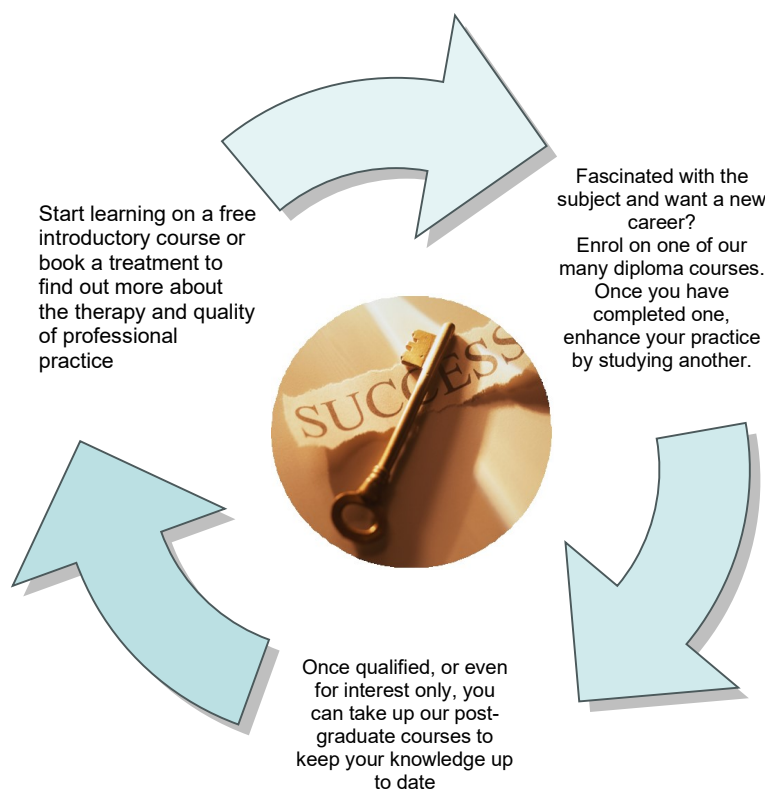 Start learning on a free
introductory course or
book a treatment to
find out more about
the therapy and quality
of professional
practice
Fascinated with the
subject and want a new
career?
Enrol on one of our
many diploma courses.
Once you have
completed one,
enhance your practice
by studying another.
SUCCESS
Once qualified, or even
for interest only, you
can take up our post-
graduate courses to
keep your knowledge up
to date